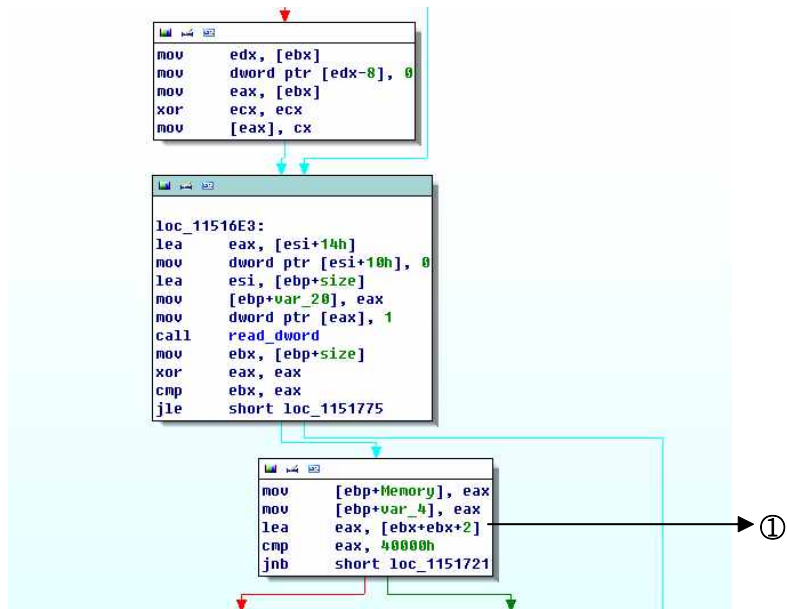 mov edx, [ebx]
mov dword ptr [edx-8], 0
mov eax, [ebx]
xor ecx, ecx
mov [eax], cx
loc_11516E3:
lea eax, [esi+14h]
mov dword ptr [esi+10h], 0
lea esi, [ebp+size]
mov [ebp+var_20], eax
mov dword ptr [eax], 1
call read_dword
mov ebx, [ebp+size]
xor eax, eax
cmp ebx, eax
jle short loc_1151775
mov [ebp+Memory], eax
mov [ebp+var_4], eax
lea eax, [ebx+ebx+2]
①
cmp eax, 40000h
jnb short loc_1151721